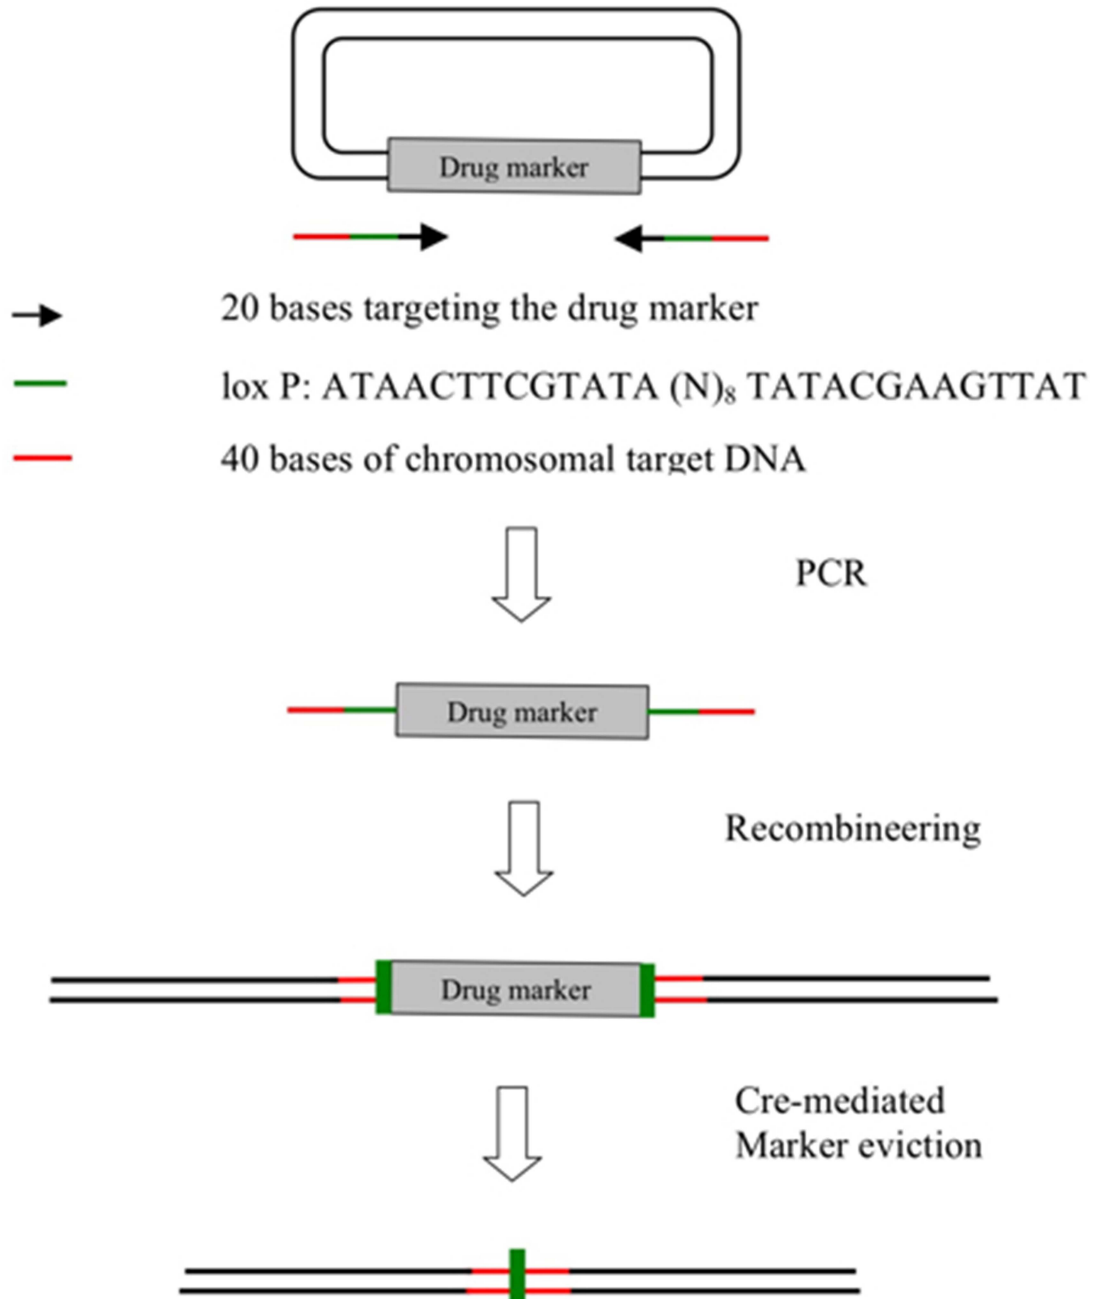 Drug marker
20 bases targeting the drug marker
lox P: ATAACTTCGTATA (N)₈ TATACGAAGTTAT
40 bases of chromosomal target DNA
PCR
Drug marker
Recombineering
Drug marker
Cre-mediated
Marker eviction